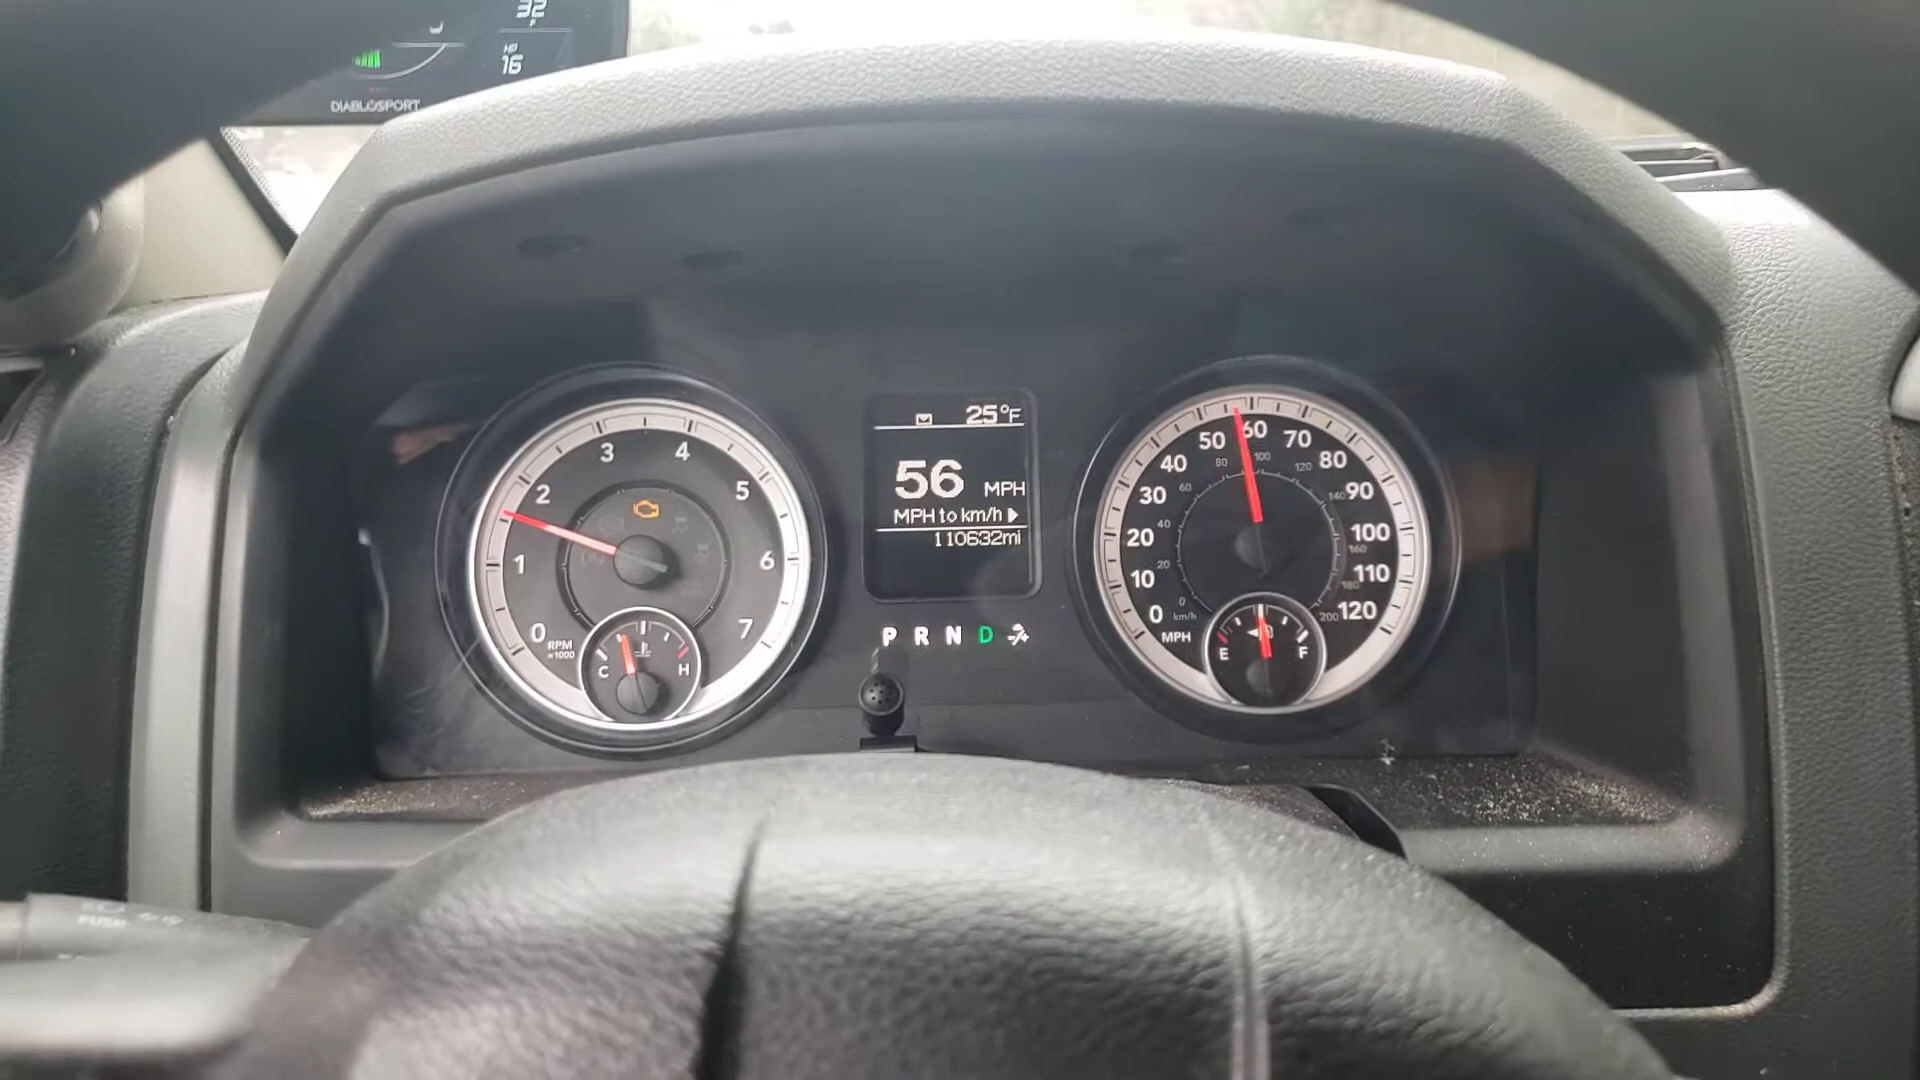 32
F
HP
16
DIABLOSPORT
25°F
56 MPH
MPH to km/h
110632mi
P R N D
0 1 2 3 4 5 6 7
RPM
×1000
C H
0 10 20 30 40 50 60 70 80 90 100 110 120
0 20 40 60 80 100 120 140 160 180 200
km/h
MPH
E F
PUSH